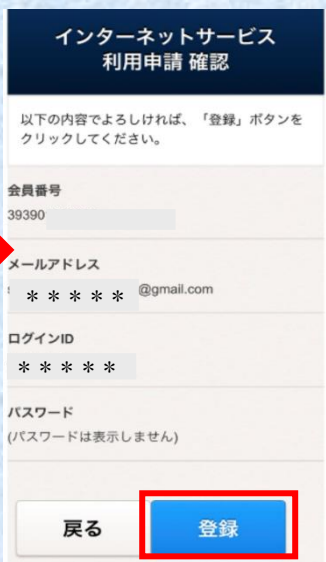 インターネットサービス
利用申請 確認
以下の内容でよろしければ、「登録」ボタンを
クリックしてください。
会員番号
39390
メールアドレス
＊＊＊＊＊ @gmail.com
ログインID
＊＊＊＊＊
パスワード
(パスワードは表示しません)
戻る 登録